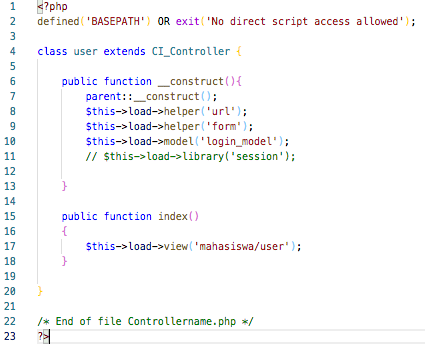 1 <?php
2 defined('BASEPATH') OR exit('No direct script access allowed');
3
4 class user extends CI_Controller {
5
6     public function __construct(){
7         parent::__construct();
8         $this->load->helper('url');
9         $this->load->helper('form');
10         $this->load->model('login_model');
11         // $this->load->library('session');
12
13     }
14
15     public function index()
16     {
17         $this->load->view('mahasiswa/user');
18     }
19
20 }
21
22 /* End of file Controllername.php */
23 ?>